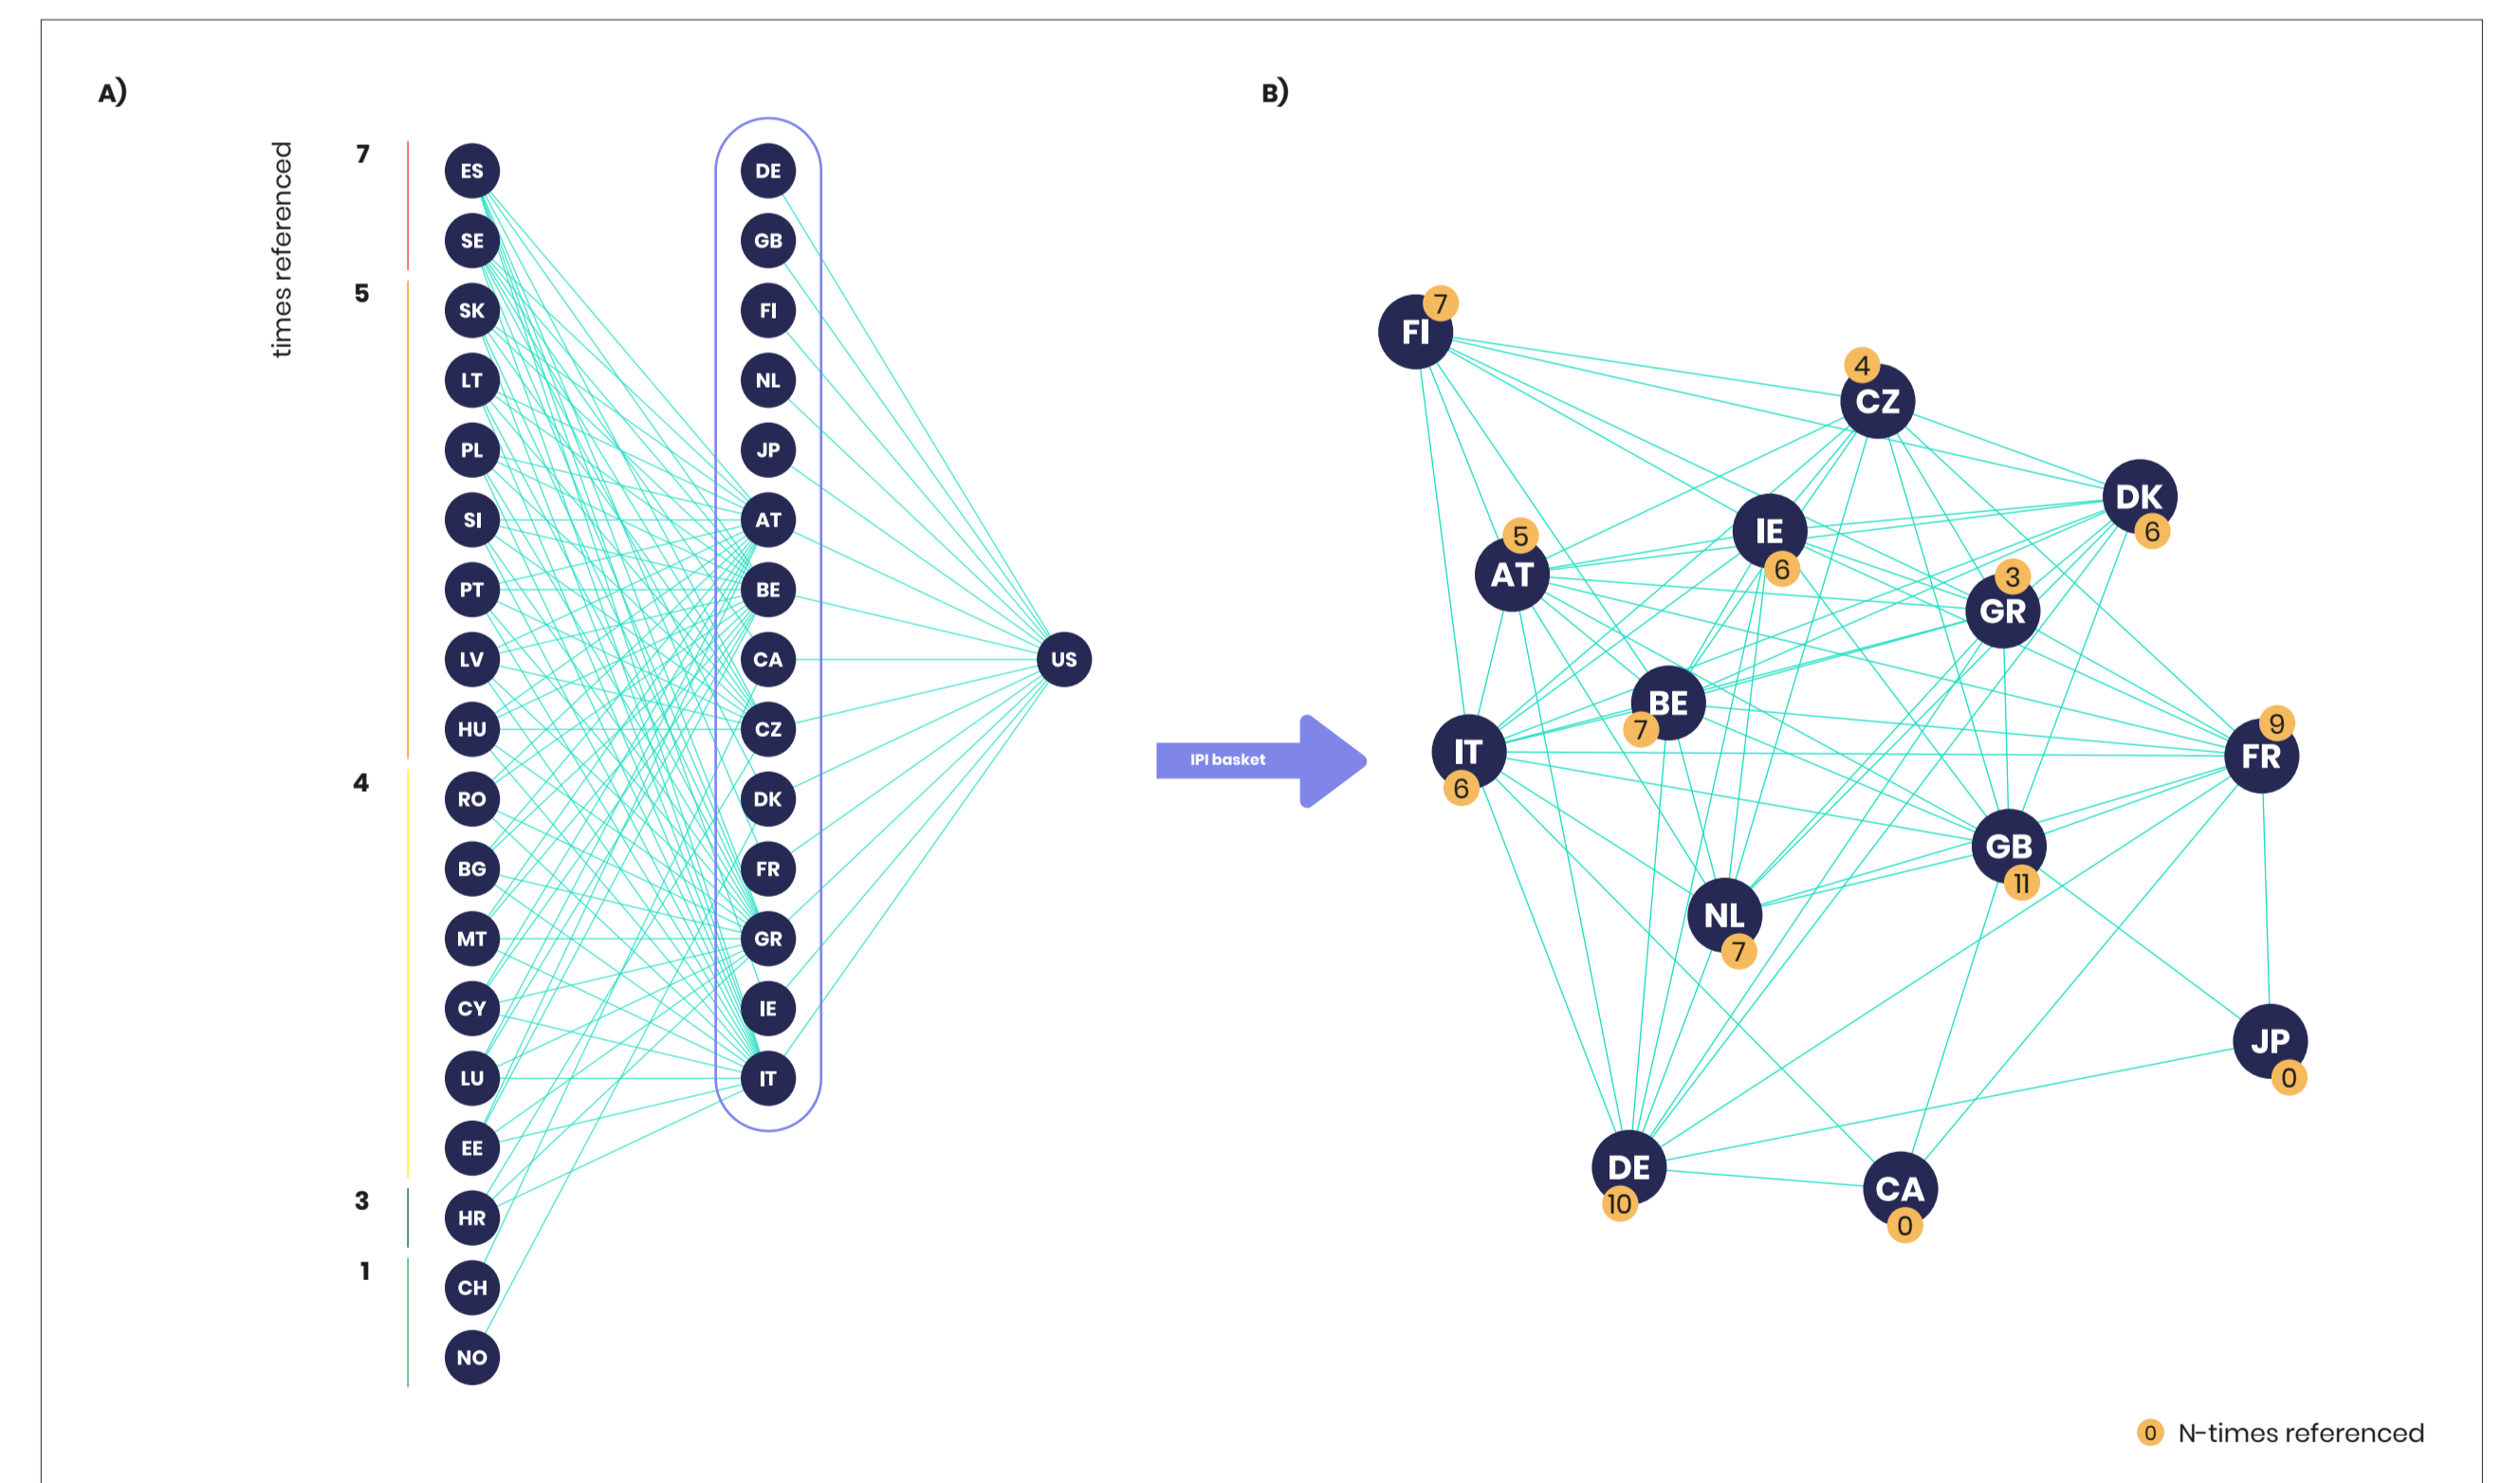 A)
times referenced
7
5
4
3
1
ES
SE
SK
LT
PL
SI
PT
LV
HU
RO
BG
MT
CY
LU
EE
HR
CH
NO
DE
GB
FI
NL
JP
AT
BE
CA
CZ
DK
FR
GR
IE
IT
US
IPI basket
B)
FI
7
CZ
4
DK
6
IE
6
AT
5
GR
3
BE
7
IT
6
FR
9
GB
11
NL
7
JP
0
DE
10
CA
0
0 N-times referenced